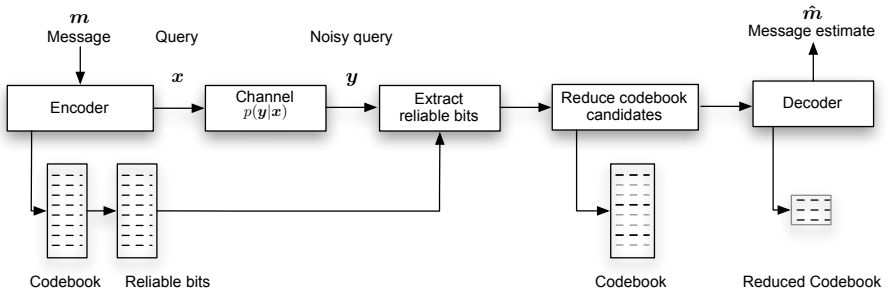 m
Message
Query
Noisy query
m̂
Message estimate
x
y
Encoder
Channel
p(y|x)
Extract
reliable bits
Reduce codebook
candidates
Decoder
Codebook
Reliable bits
Codebook
Reduced Codebook